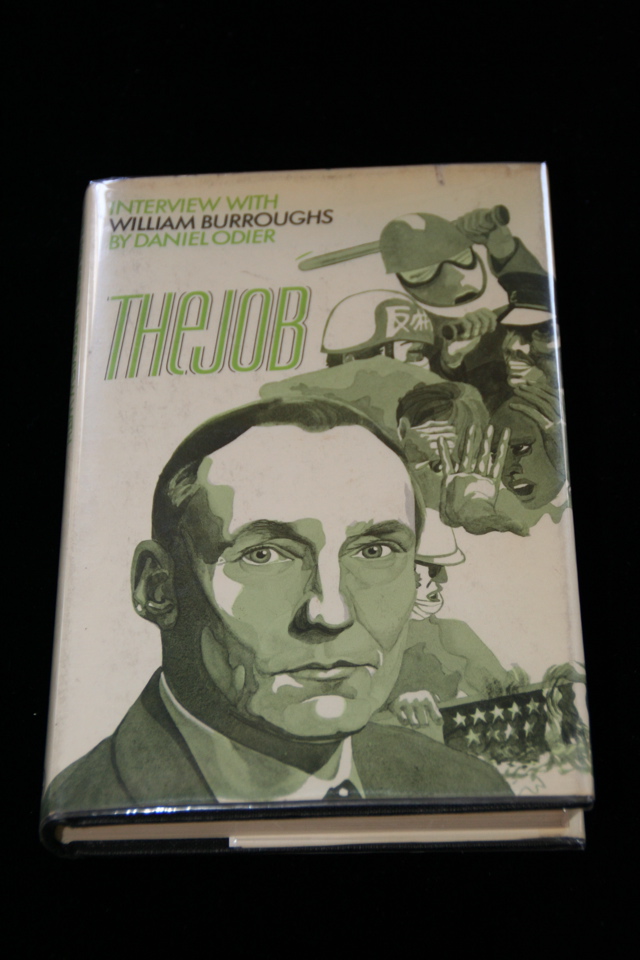 INTERVIEW WITH
WILLIAM BURROUGHS
BY DANIEL ODIER
THE JOB